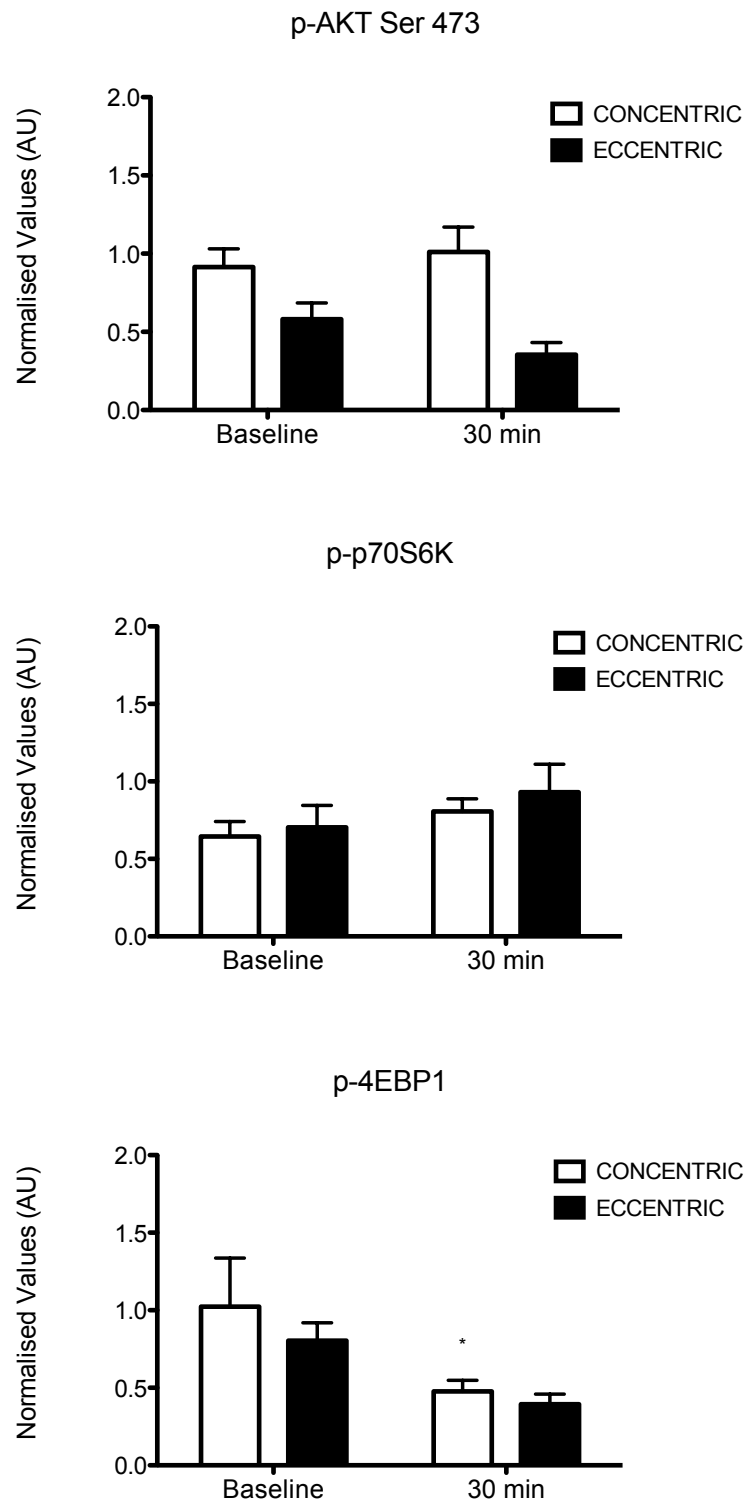 p-AKT Ser 473
Normalised Values (AU)
2.0
1.5
1.0
0.5
0.0
CONCENTRIC
ECCENTRIC
Baseline 30 min
p-p70S6K
Normalised Values (AU)
2.0
1.5
1.0
0.5
0.0
CONCENTRIC
ECCENTRIC
Baseline 30 min
p-4EBP1
Normalised Values (AU)
2.0
1.5
1.0
0.5
0.0
CONCENTRIC
ECCENTRIC
*
Baseline 30 min